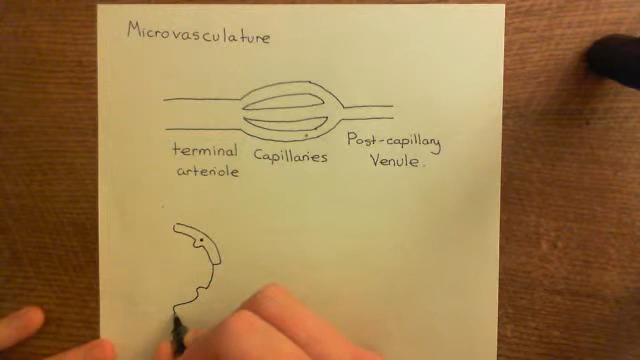 Microvasculature
terminal
arteriole
Capillaries
Post-capillary
Venule.